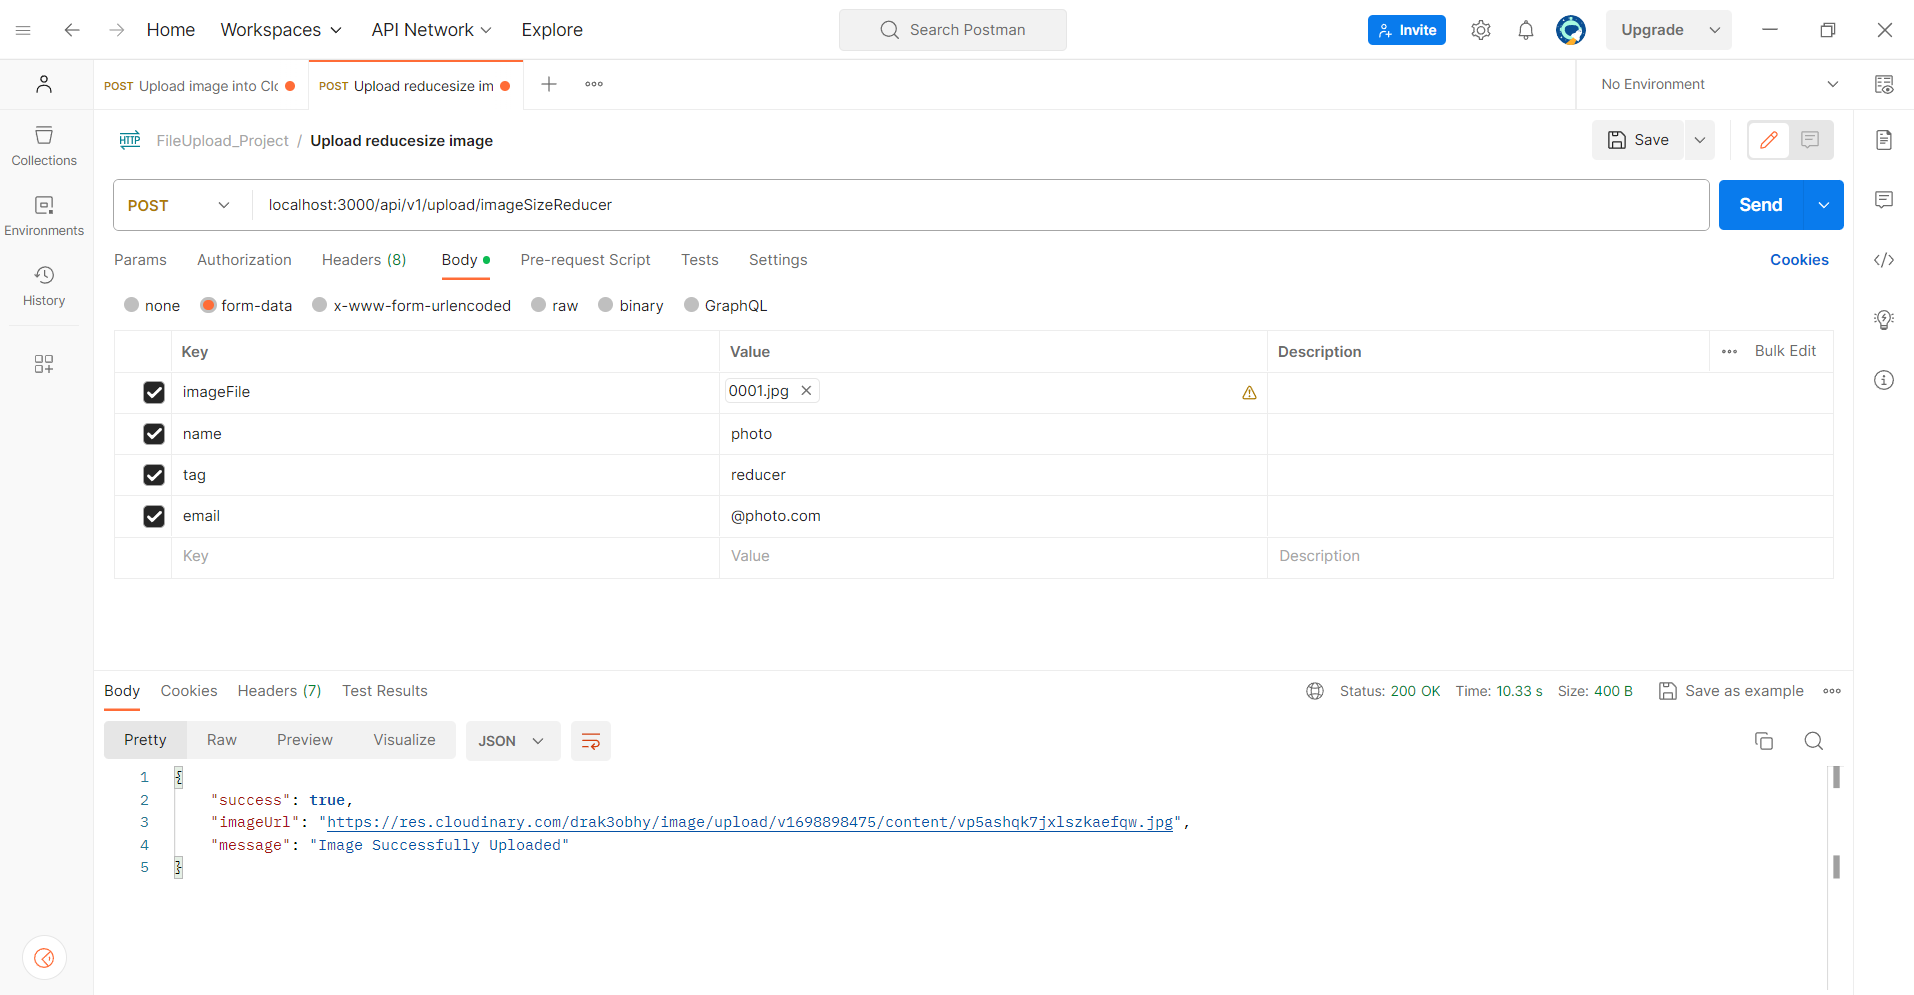 Home Workspaces API Network Explore Search Postman Invite Upgrade
POST Upload image into Clo POST Upload reducesize im No Environment
HTTP FileUpload_Project / Upload reducesize image Save
POST localhost:3000/api/v1/upload/imageSizeReducer Send
Params Authorization Headers (8) Body Pre-request Script Tests Settings Cookies
none form-data x-www-form-urlencoded raw binary GraphQL
Key Value Description Bulk Edit
imageFile 0001.jpg
name photo
tag reducer
email @photo.com
Key Value Description
Collections
Environments
History
Body Cookies Headers (7) Test Results Status: 200 OK Time: 10.33 s Size: 400 B Save as example
Pretty Raw Preview Visualize JSON
1 {
2 "success": true,
3 "imageUrl": "https://res.cloudinary.com/drak3obhy/image/upload/v1698898475/content/vp5ashqk7jxlszkaefqw.jpg",
4 "message": "Image Successfully Uploaded"
5 }